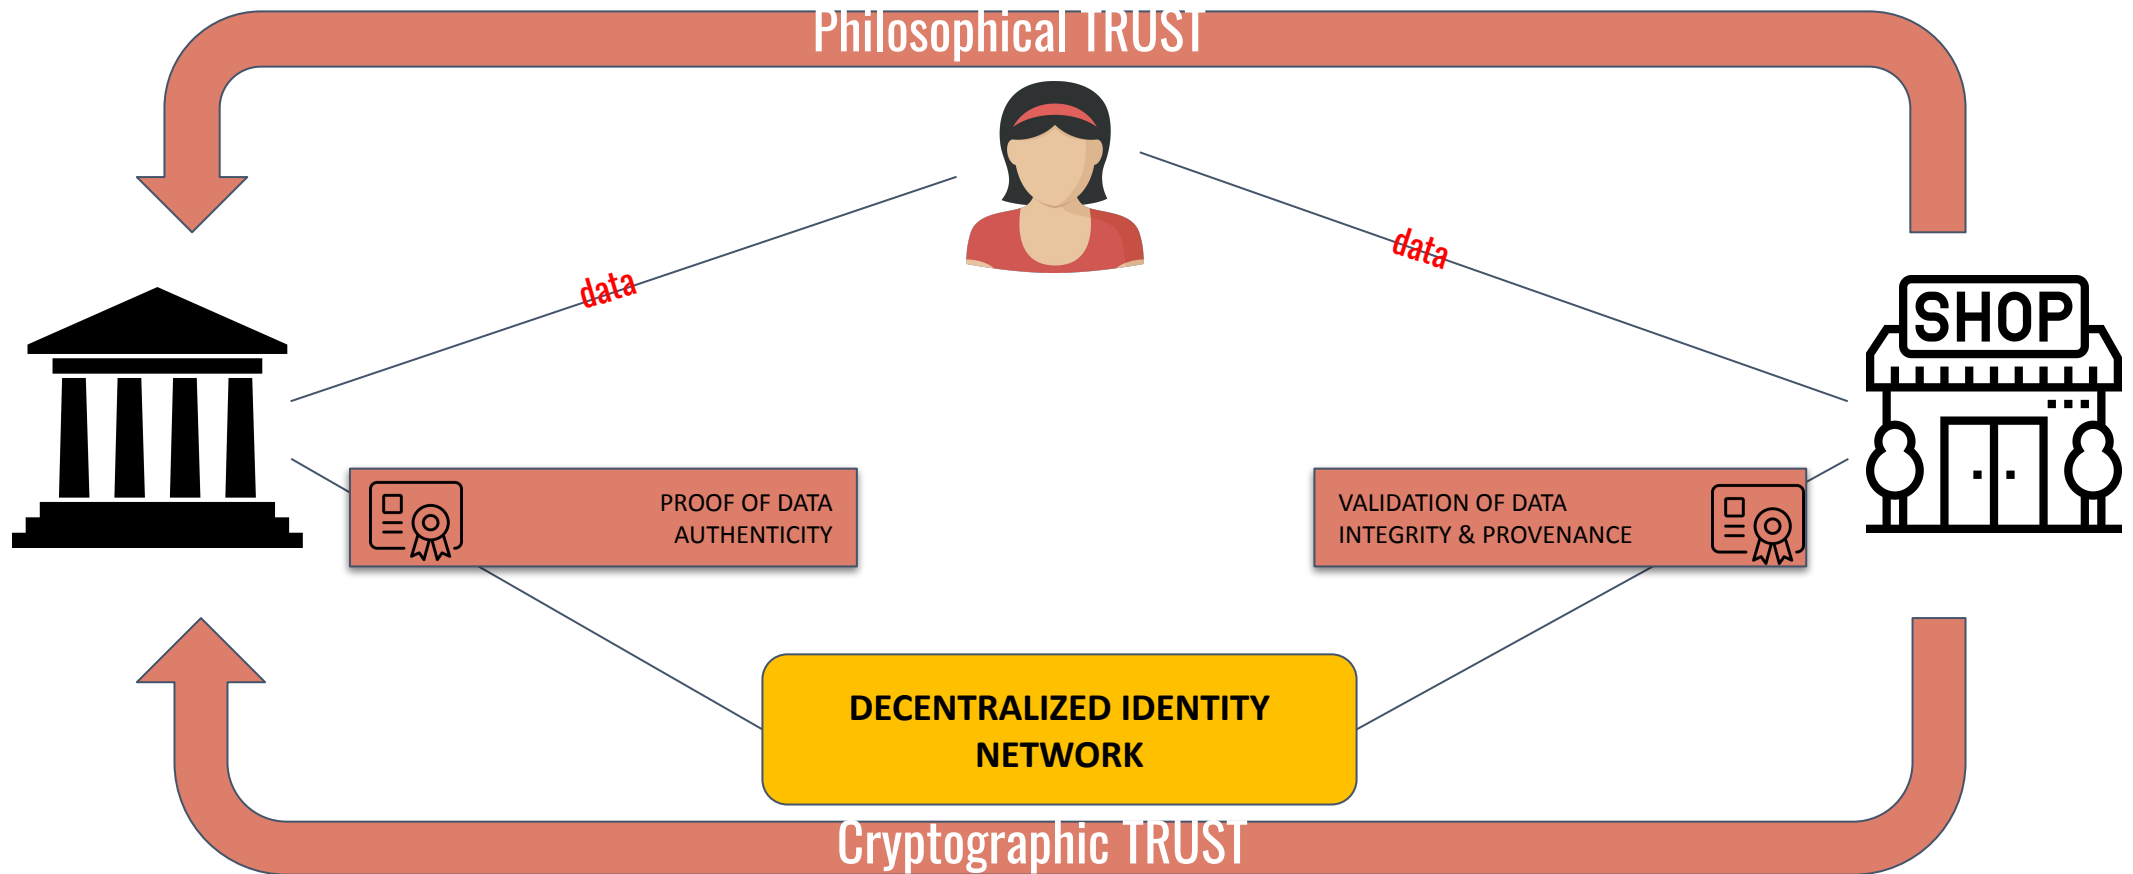 Philosophical TRUST
data
data
SHOP
PROOF OF DATA
AUTHENTICITY
VALIDATION OF DATA
INTEGRITY & PROVENANCE
DECENTRALIZED IDENTITY
NETWORK
Cryptographic TRUST